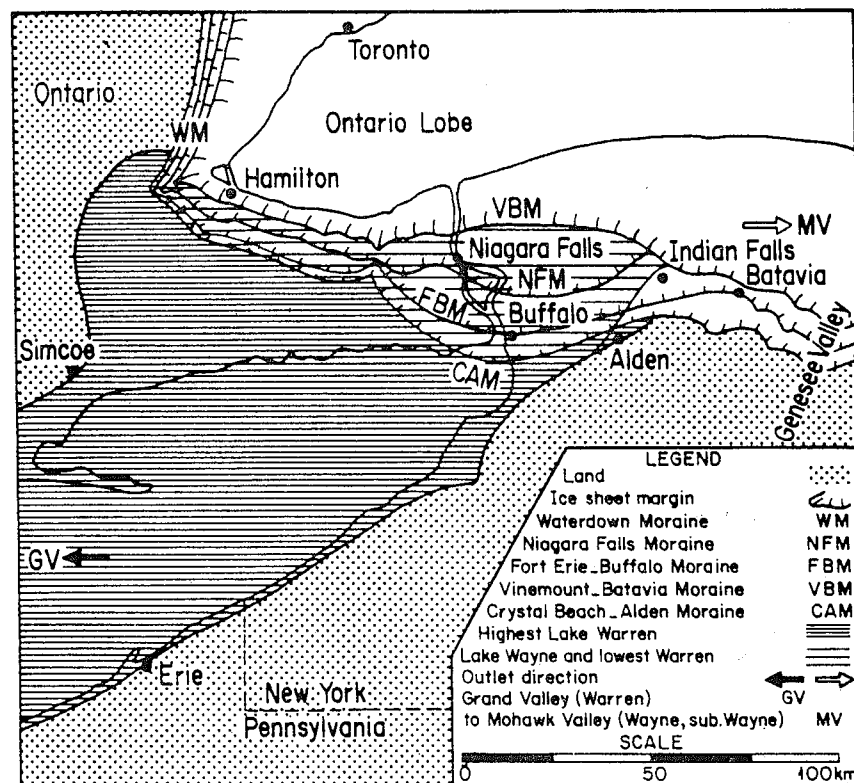 Toronto
Ontario
Ontario Lobe
WM
Hamilton
VBM
MV
Niagara Falls
Indian Falls
NFM
Batavia
FBM
Buffalo
Simcoe
CAM
Alden
Genesee Valley
GV
Erie
New York
Pennsylvania
LEGEND
Land
Ice sheet margin
Waterdown Moraine WM
Niagara Falls Moraine NFM
Fort Erie_Buffalo Moraine FBM
Vinemount_Batavia Moraine VBM
Crystal Beach_Alden Moraine CAM
Highest Lake Warren
Lake Wayne and lowest Warren
Outlet direction
Grand Valley (Warren) GV
to Mohawk Valley (Wayne, sub.Wayne) MV
SCALE
0 50 100km